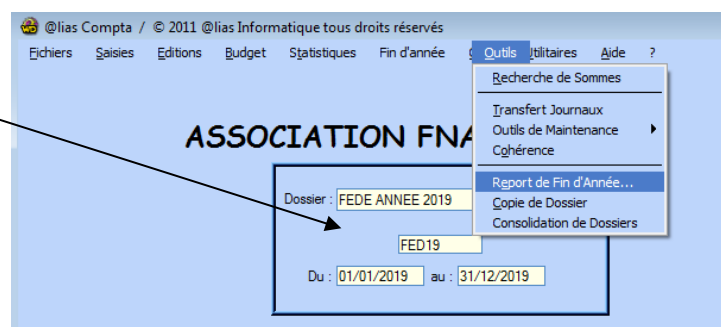 @lias Compta / © 2011 @lias Informatique tous droits réservés
Fichiers Saisies Editions Budget Statistiques Fin d'année Outils Utilitaires Aide ?
Recherche de Sommes
Transfert Journaux
Outils de Maintenance
Cohérence
Report de Fin d'Année...
Copie de Dossier
Consolidation de Dossiers
ASSOCIATION FNA
Dossier : FEDE ANNEE 2019
FED19
Du : 01/01/2019 au : 31/12/2019